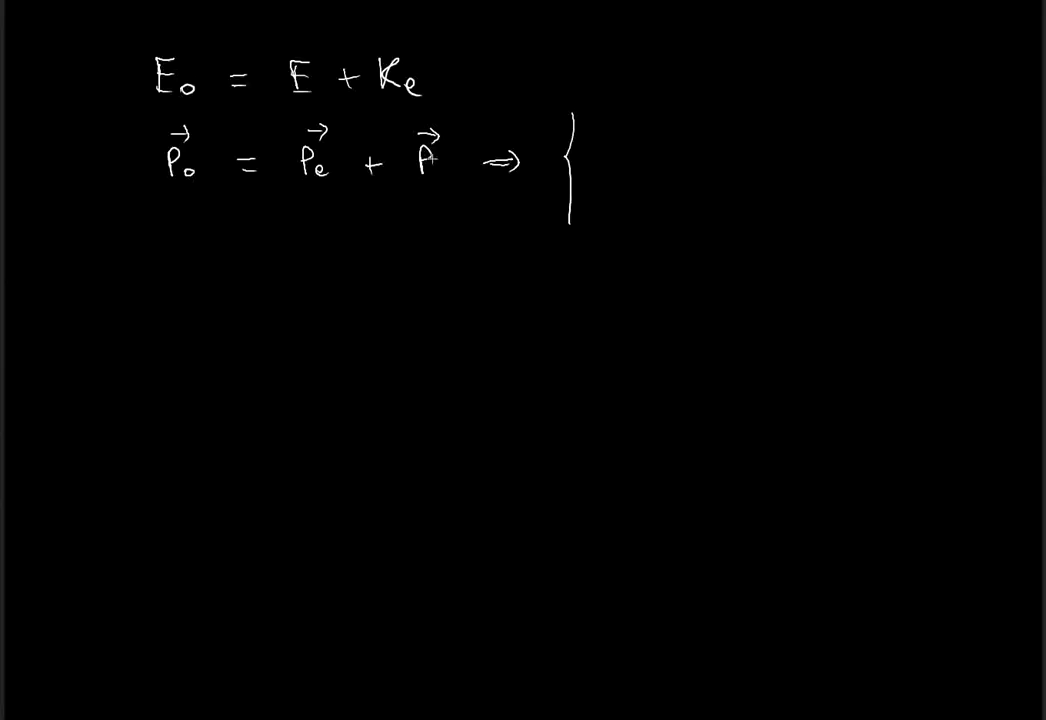 E₀ = E + Kₑ
P⃗₀ = P⃗ₑ + P⃗ ⇒ {